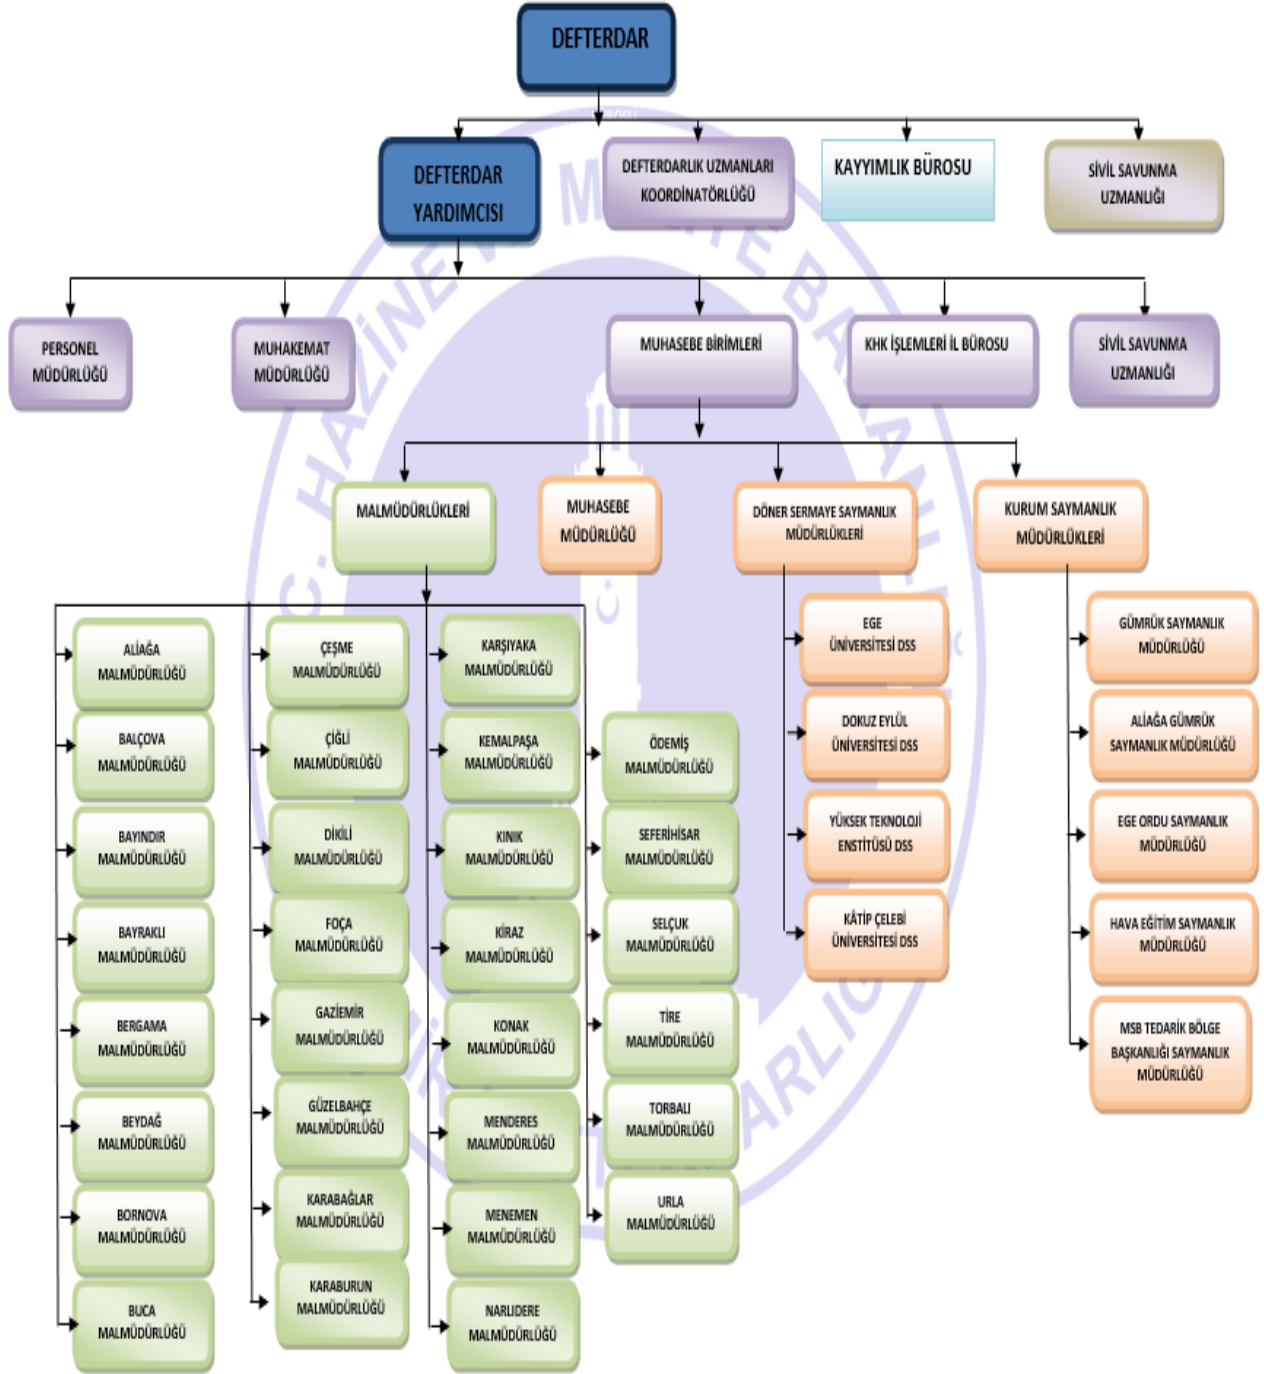 DEFTERDAR
DEFTERDAR
YARDIMCISI
DEFTERDARLIK UZMANLARI
KOORDİNATÖRLÜĞÜ
KAYYIMLIK BÜROSU
SİVİL SAVUNMA
UZMANLIĞI
PERSONEL
MÜDÜRLÜĞÜ
MUHAKEMAT
MÜDÜRLÜĞÜ
MUHASEBE BİRİMLERİ
KHK İŞLEMLERİ İL BÜROSU
SİVİL SAVUNMA
UZMANLIĞI
MALMÜDÜRLÜKLERİ
MUHASEBE
MÜDÜRLÜĞÜ
DÖNER SERMAYE SAYMANLIK
MÜDÜRLÜKLERİ
KURUM SAYMANLIK
MÜDÜRLÜKLERİ
ALİAĞA
MALMÜDÜRLÜĞÜ
BALÇOVA
MALMÜDÜRLÜĞÜ
BAYINDIR
MALMÜDÜRLÜĞÜ
BAYRAKLI
MALMÜDÜRLÜĞÜ
BERGAMA
MALMÜDÜRLÜĞÜ
BEYDAĞ
MALMÜDÜRLÜĞÜ
BORNOVA
MALMÜDÜRLÜĞÜ
BUCA
MALMÜDÜRLÜĞÜ
ÇEŞME
MALMÜDÜRLÜĞÜ
ÇİĞLİ
MALMÜDÜRLÜĞÜ
DİKİLİ
MALMÜDÜRLÜĞÜ
FOÇA
MALMÜDÜRLÜĞÜ
GAZİEMİR
MALMÜDÜRLÜĞÜ
GÜZELBAHÇE
MALMÜDÜRLÜĞÜ
KARABAĞLAR
MALMÜDÜRLÜĞÜ
KARABURUN
MALMÜDÜRLÜĞÜ
KARŞIYAKA
MALMÜDÜRLÜĞÜ
KEMALPAŞA
MALMÜDÜRLÜĞÜ
KINIK
MALMÜDÜRLÜĞÜ
KİRAZ
MALMÜDÜRLÜĞÜ
KONAK
MALMÜDÜRLÜĞÜ
MENDERES
MALMÜDÜRLÜĞÜ
MENEMEN
MALMÜDÜRLÜĞÜ
NARLIDERE
MALMÜDÜRLÜĞÜ
ÖDEMİŞ
MALMÜDÜRLÜĞÜ
SEFERİHİSAR
MALMÜDÜRLÜĞÜ
SELÇUK
MALMÜDÜRLÜĞÜ
TİRE
MALMÜDÜRLÜĞÜ
TORBALI
MALMÜDÜRLÜĞÜ
URLA
MALMÜDÜRLÜĞÜ
EGE
ÜNİVERSİTESİ DSS
DOKUZ EYLÜL
ÜNİVERSİTESİ DSS
YÜKSEK TEKNOLOJİ
ENSTİTÜSÜ DSS
KÂTİP ÇELEBİ
ÜNİVERSİTESİ DSS
GÜMRÜK SAYMANLIK
MÜDÜRLÜĞÜ
ALİAĞA GÜMRÜK
SAYMANLIK MÜDÜRLÜĞÜ
EGE ORDU SAYMANLIK
MÜDÜRLÜĞÜ
HAVA EĞİTİM SAYMANLIK
MÜDÜRLÜĞÜ
MSB TEDARİK BÖLGE
BAŞKANLIĞI SAYMANLIK
MÜDÜRLÜĞÜ